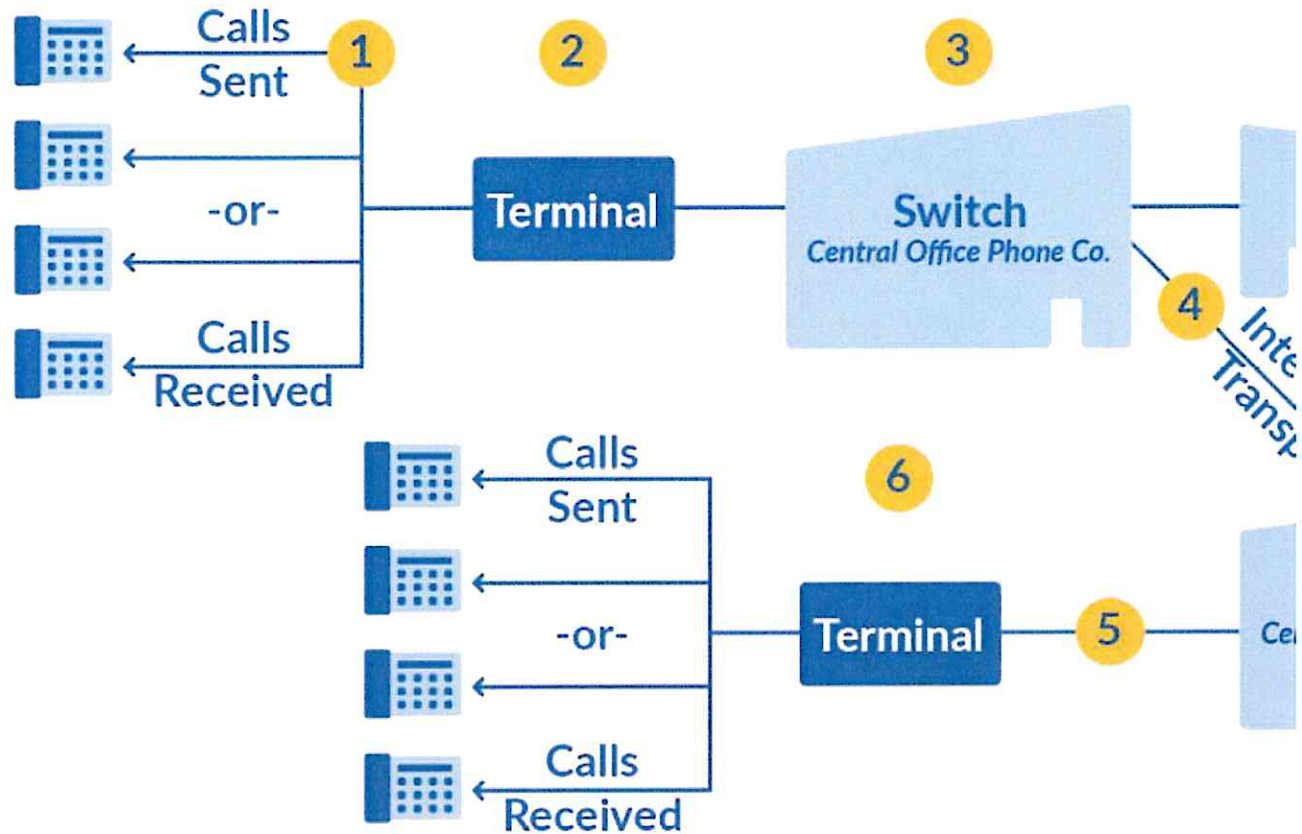 1
2
3
Calls
Sent
-or-
Calls
Received
Terminal
Switch
Central Office Phone Co.
4
6
Calls
Sent
-or-
Calls
Received
Terminal
5